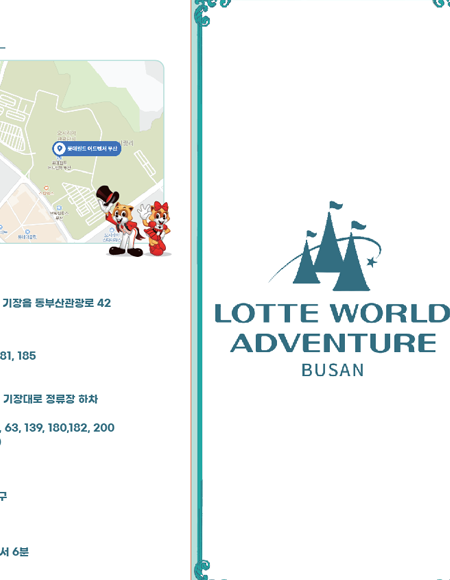 롯데월드 어드벤처 부산
기장읍 동부산관광로 42
81, 185
기장대로 정류장 하차
, 63, 139, 180,182, 200
)
구
서 6분
LOTTE WORLD
ADVENTURE
BUSAN